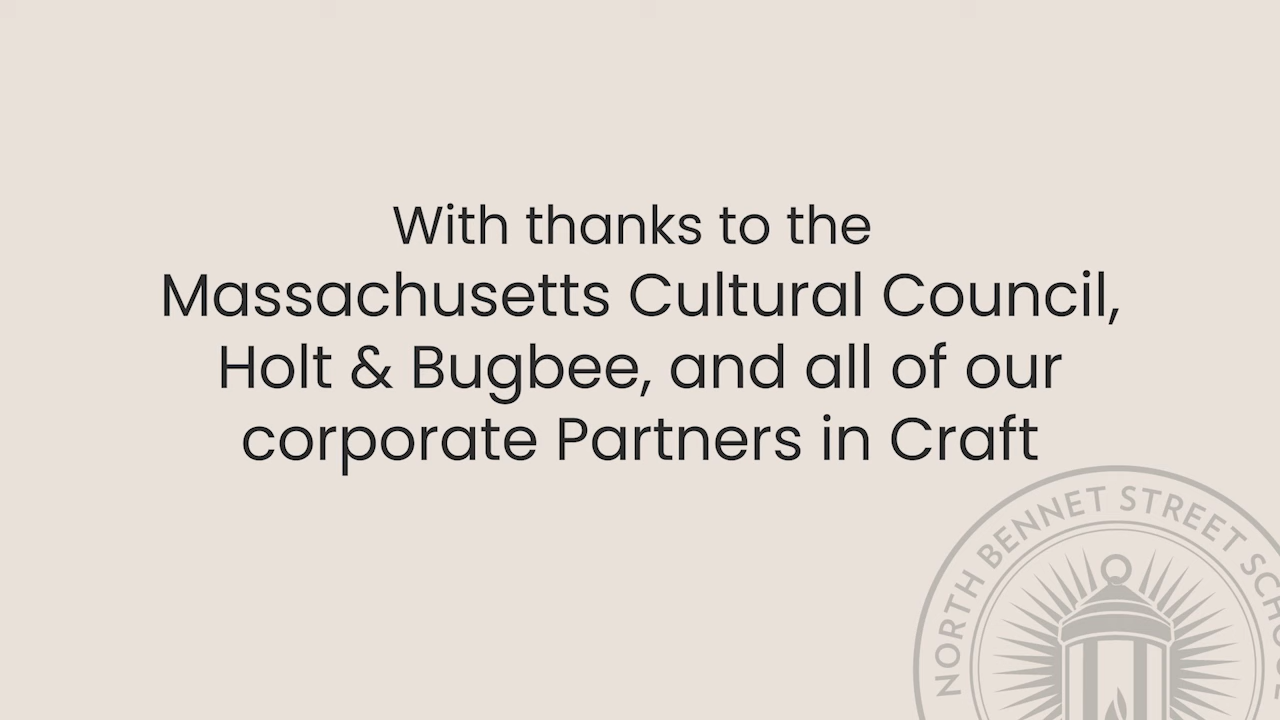 With thanks to the
Massachusetts Cultural Council,
Holt & Bugbee, and all of our
corporate Partners in Craft
NORTH BENNET STREET SCHOOL